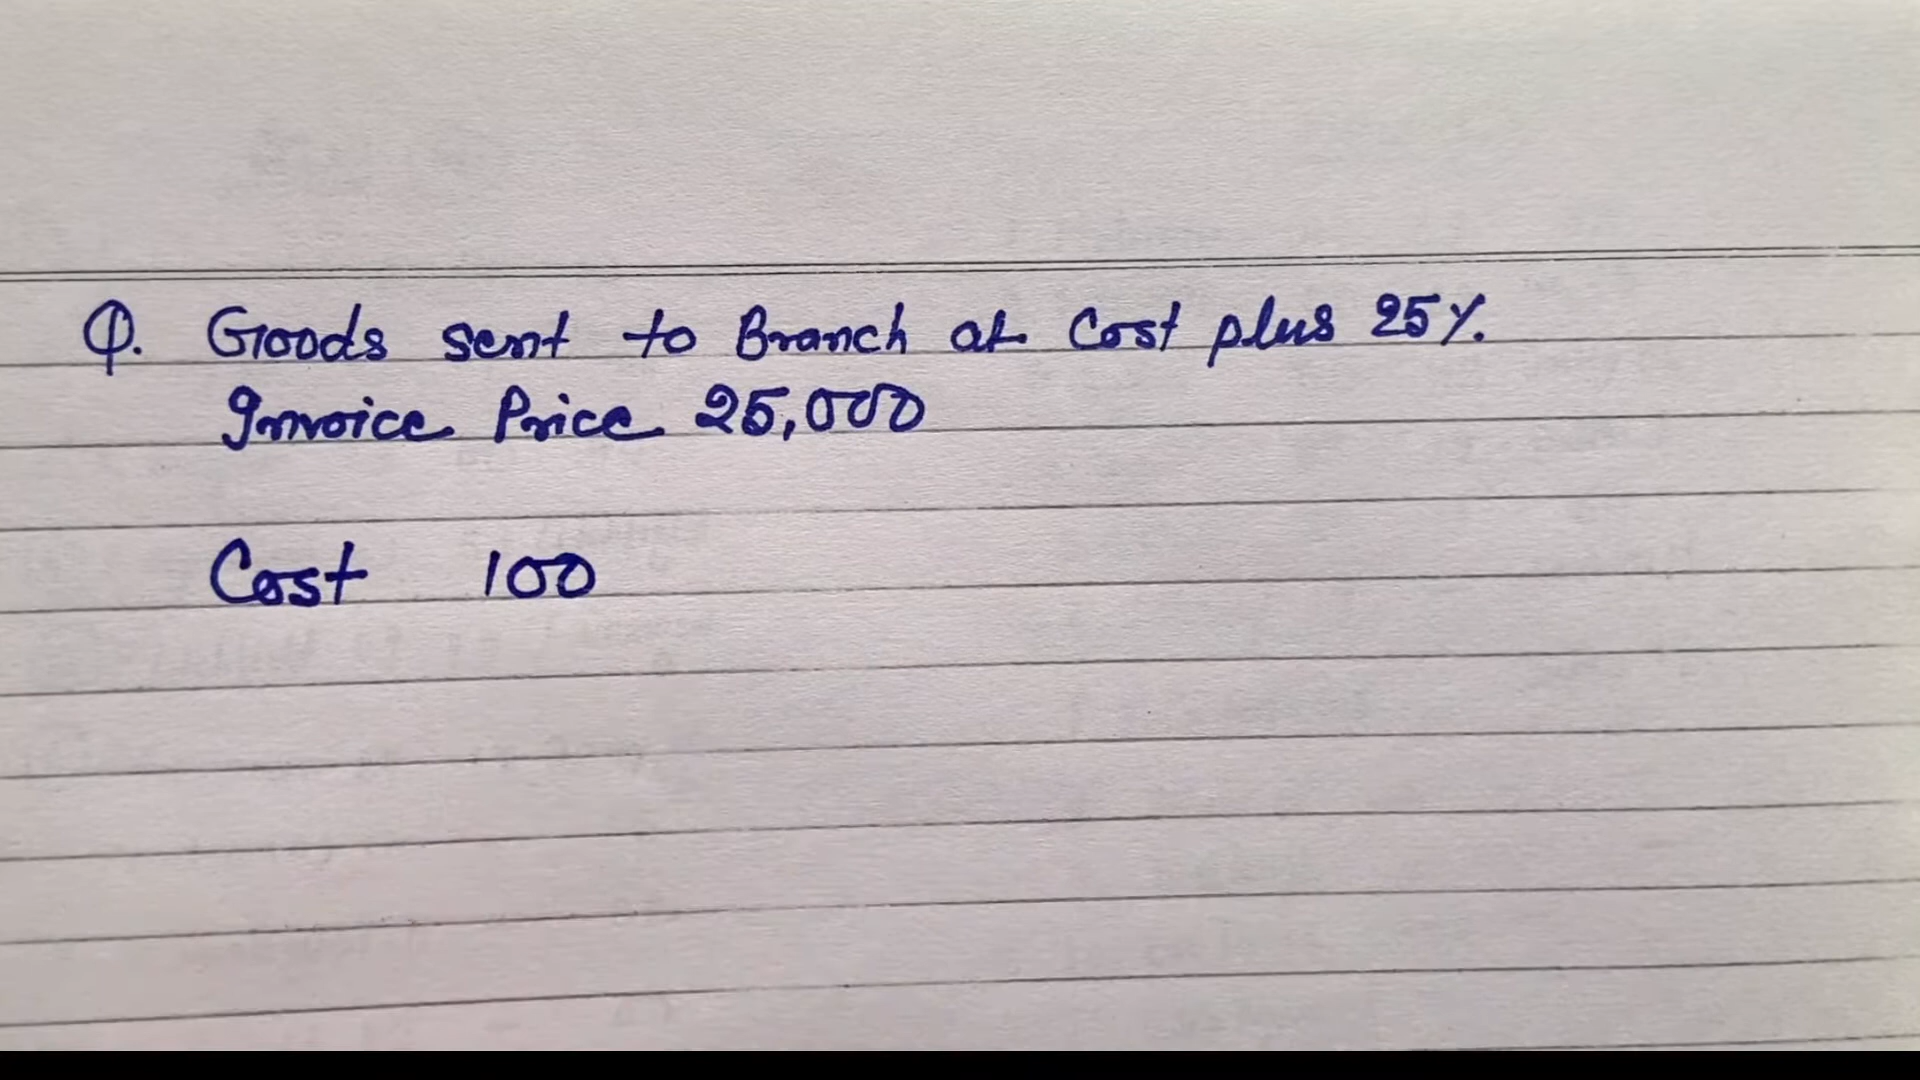 Q. Goods sent to Branch at Cost plus 25%.
Invoice Price 25,000
Cost 100